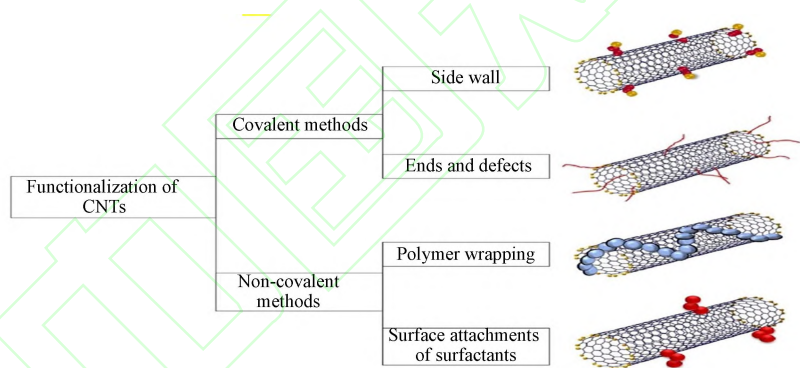 Side wall
Covalent methods
Ends and defects
Functionalization of
CNTs
Polymer wrapping
Non-covalent
methods
Surface attachments
of surfactants